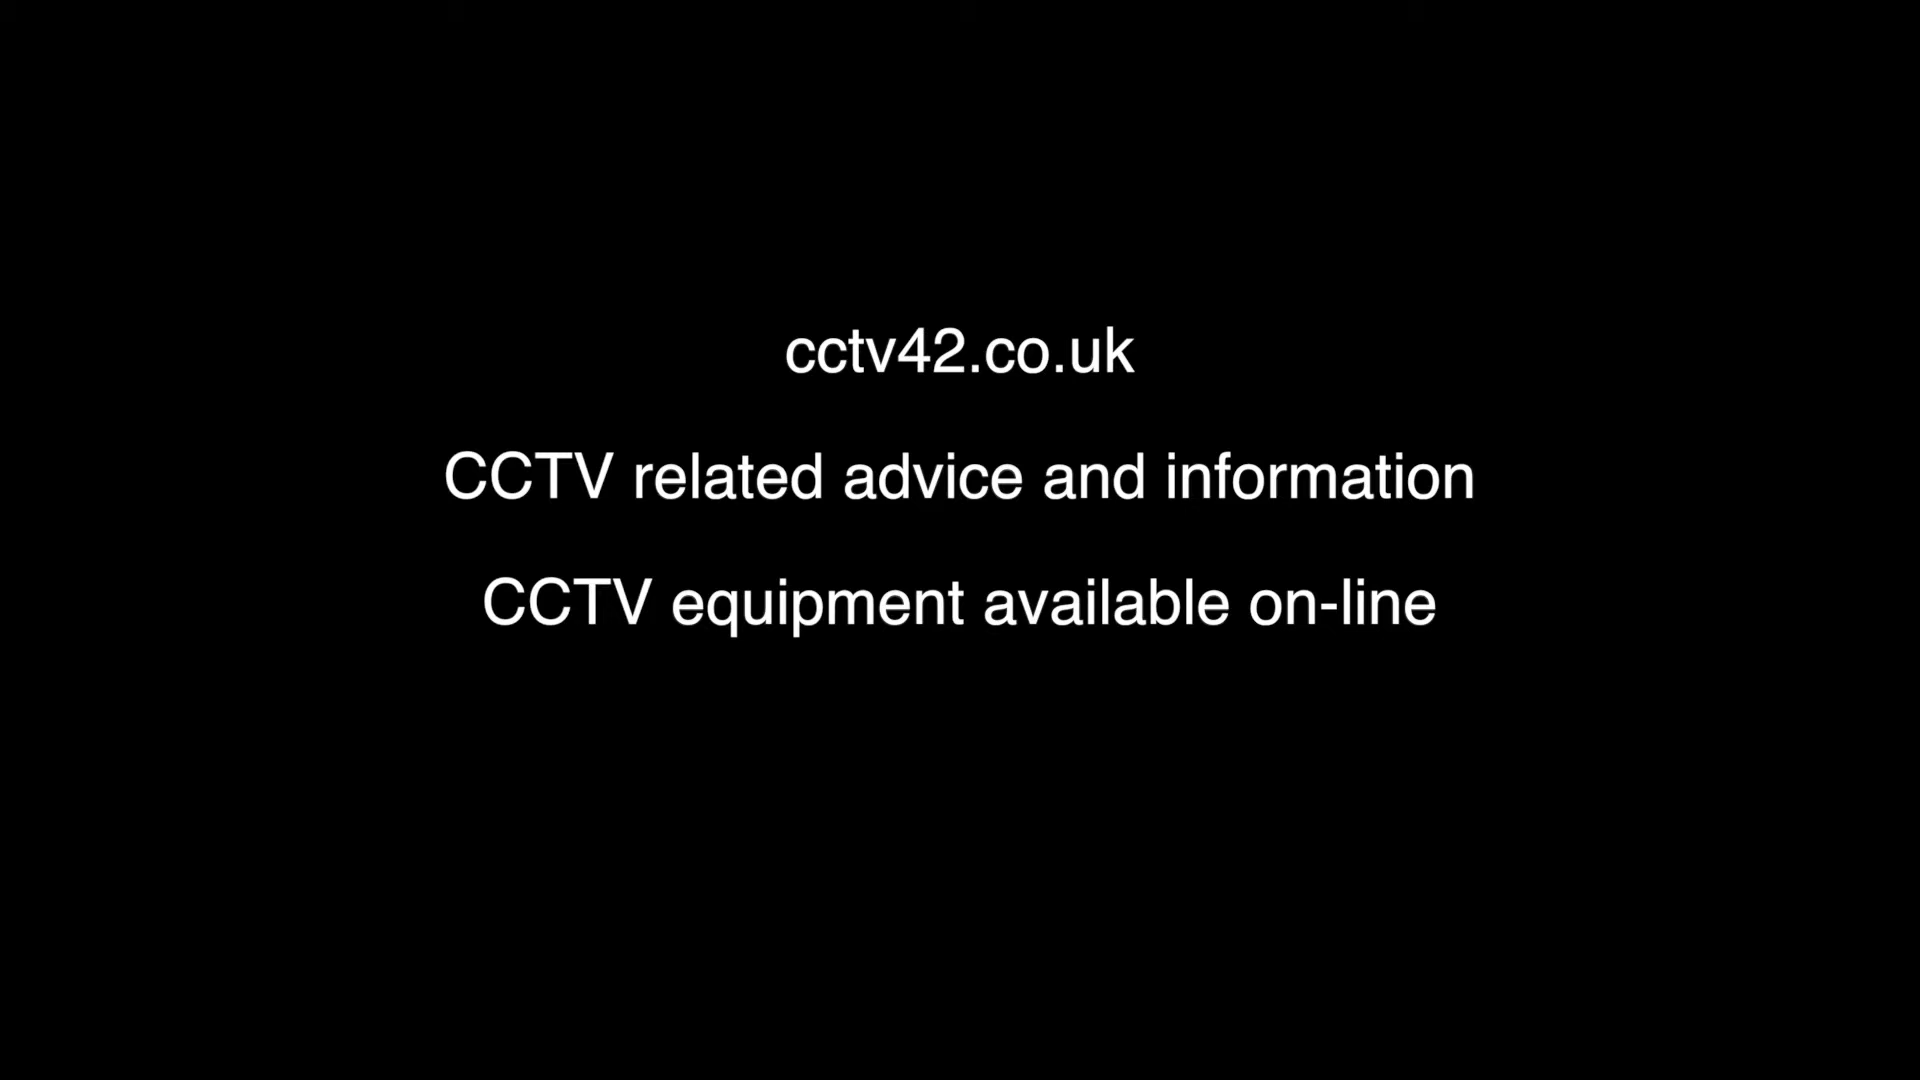 cctv42.co.uk
CCTV related advice and information
CCTV equipment available on-line